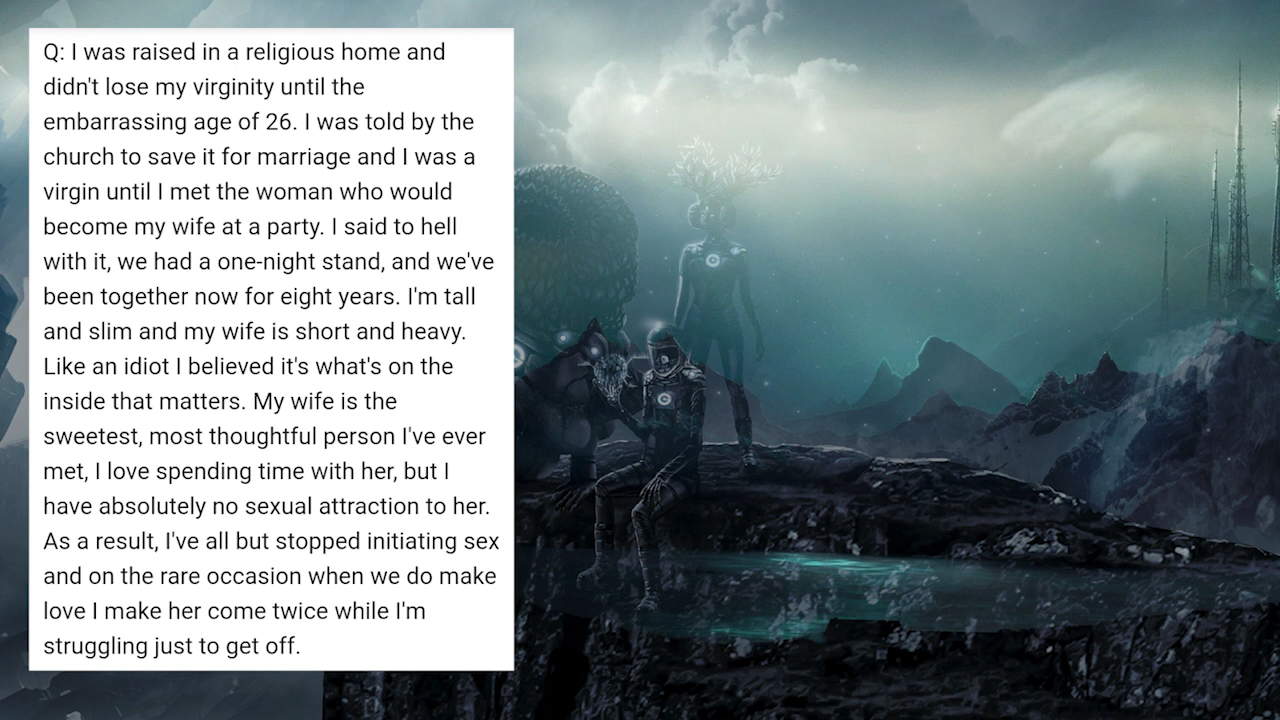 Q: I was raised in a religious home and
didn't lose my virginity until the
embarrassing age of 26. I was told by the
church to save it for marriage and I was a
virgin until I met the woman who would
become my wife at a party. I said to hell
with it, we had a one-night stand, and we've
been together now for eight years. I'm tall
and slim and my wife is short and heavy.
Like an idiot I believed it's what's on the
inside that matters. My wife is the
sweetest, most thoughtful person I've ever
met, I love spending time with her, but I
have absolutely no sexual attraction to her.
As a result, I've all but stopped initiating sex
and on the rare occasion when we do make
love I make her come twice while I'm
struggling just to get off.